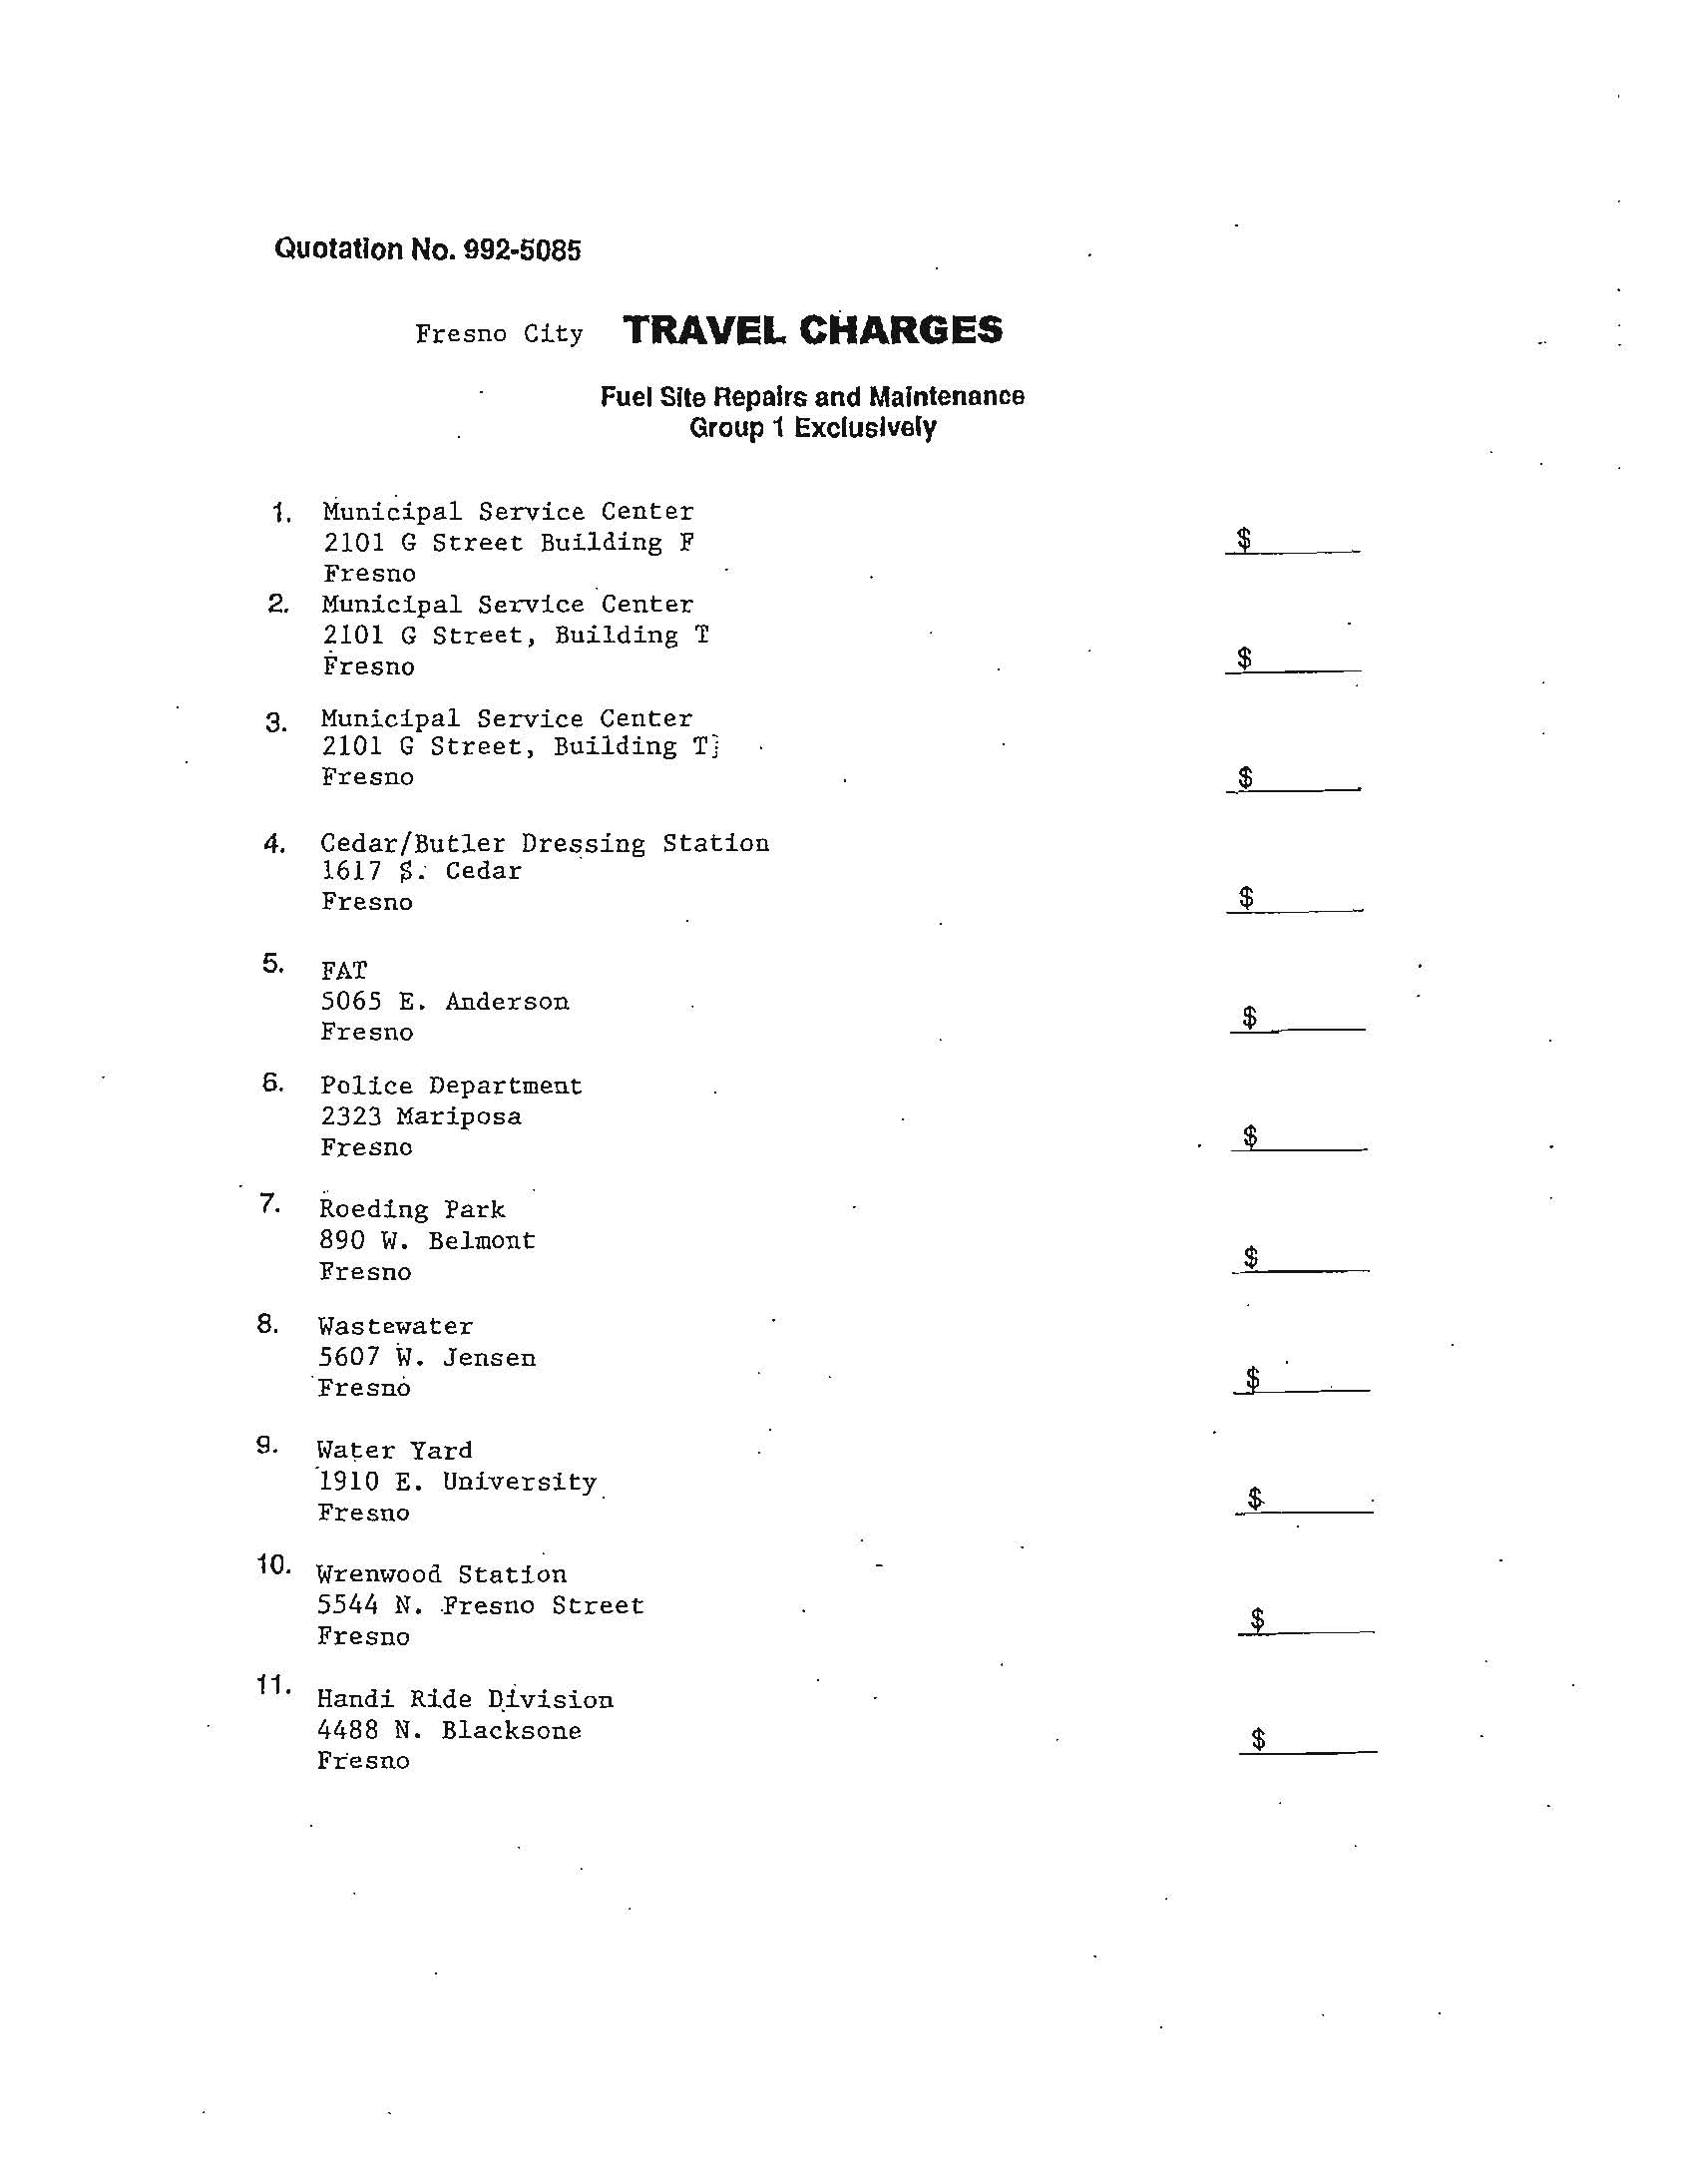 Quotation No. 992-5085
Fresno City TRAVEL CHARGES
Fuel Site Repairs and Maintenance
Group 1 Exclusively
1. Municipal Service Center
2101 G Street Building F
$
Fresno
2. Municipal Service Center
2101 G Street, Building T
Fresno
$
3. Municipal Service Center
2101 G Street, Building T;
Fresno
$
4. Cedar/Butler Dressing Station
1617 S. Cedar
Fresno
$
5. FAT
5065 E. Anderson
Fresno
$
6. Police Department
2323 Mariposa
Fresno
$
7. Roeding Park
890 W. Belmont
Fresno
$
8. Wastewater
5607 W. Jensen
Fresno
$
9. Water Yard
1910 E. University
Fresno
$
10. Wrenwood Station
5544 N. Fresno Street
Fresno
$
11. Handi Ride Division
4488 N. Blacksone
Fresno
$